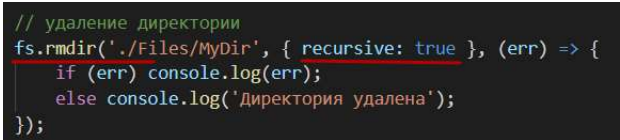 // удаление директории
fs.rmdir('./Files/MyDir', { recursive: true }, (err) => {
    if (err) console.log(err);
    else console.log('Директория удалена');
});